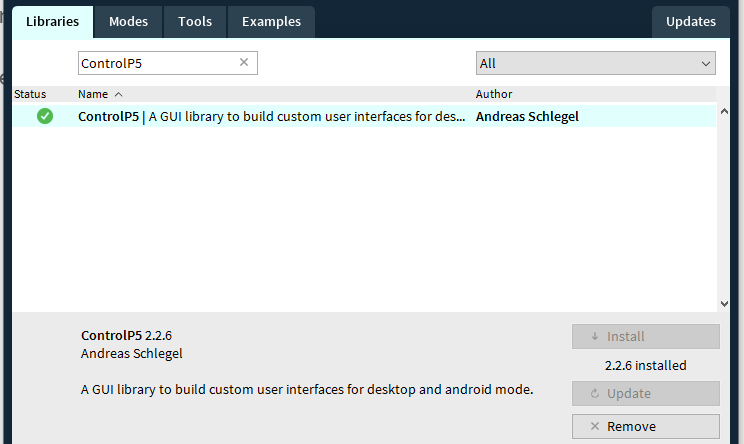 Libraries Modes Tools Examples Updates
ControlP5 × All
Status Name Author
ControlP5 | A GUI library to build custom user interfaces for des... Andreas Schlegel
ControlP5 2.2.6
Andreas Schlegel
A GUI library to build custom user interfaces for desktop and android mode.
Install
2.2.6 installed
Update
× Remove